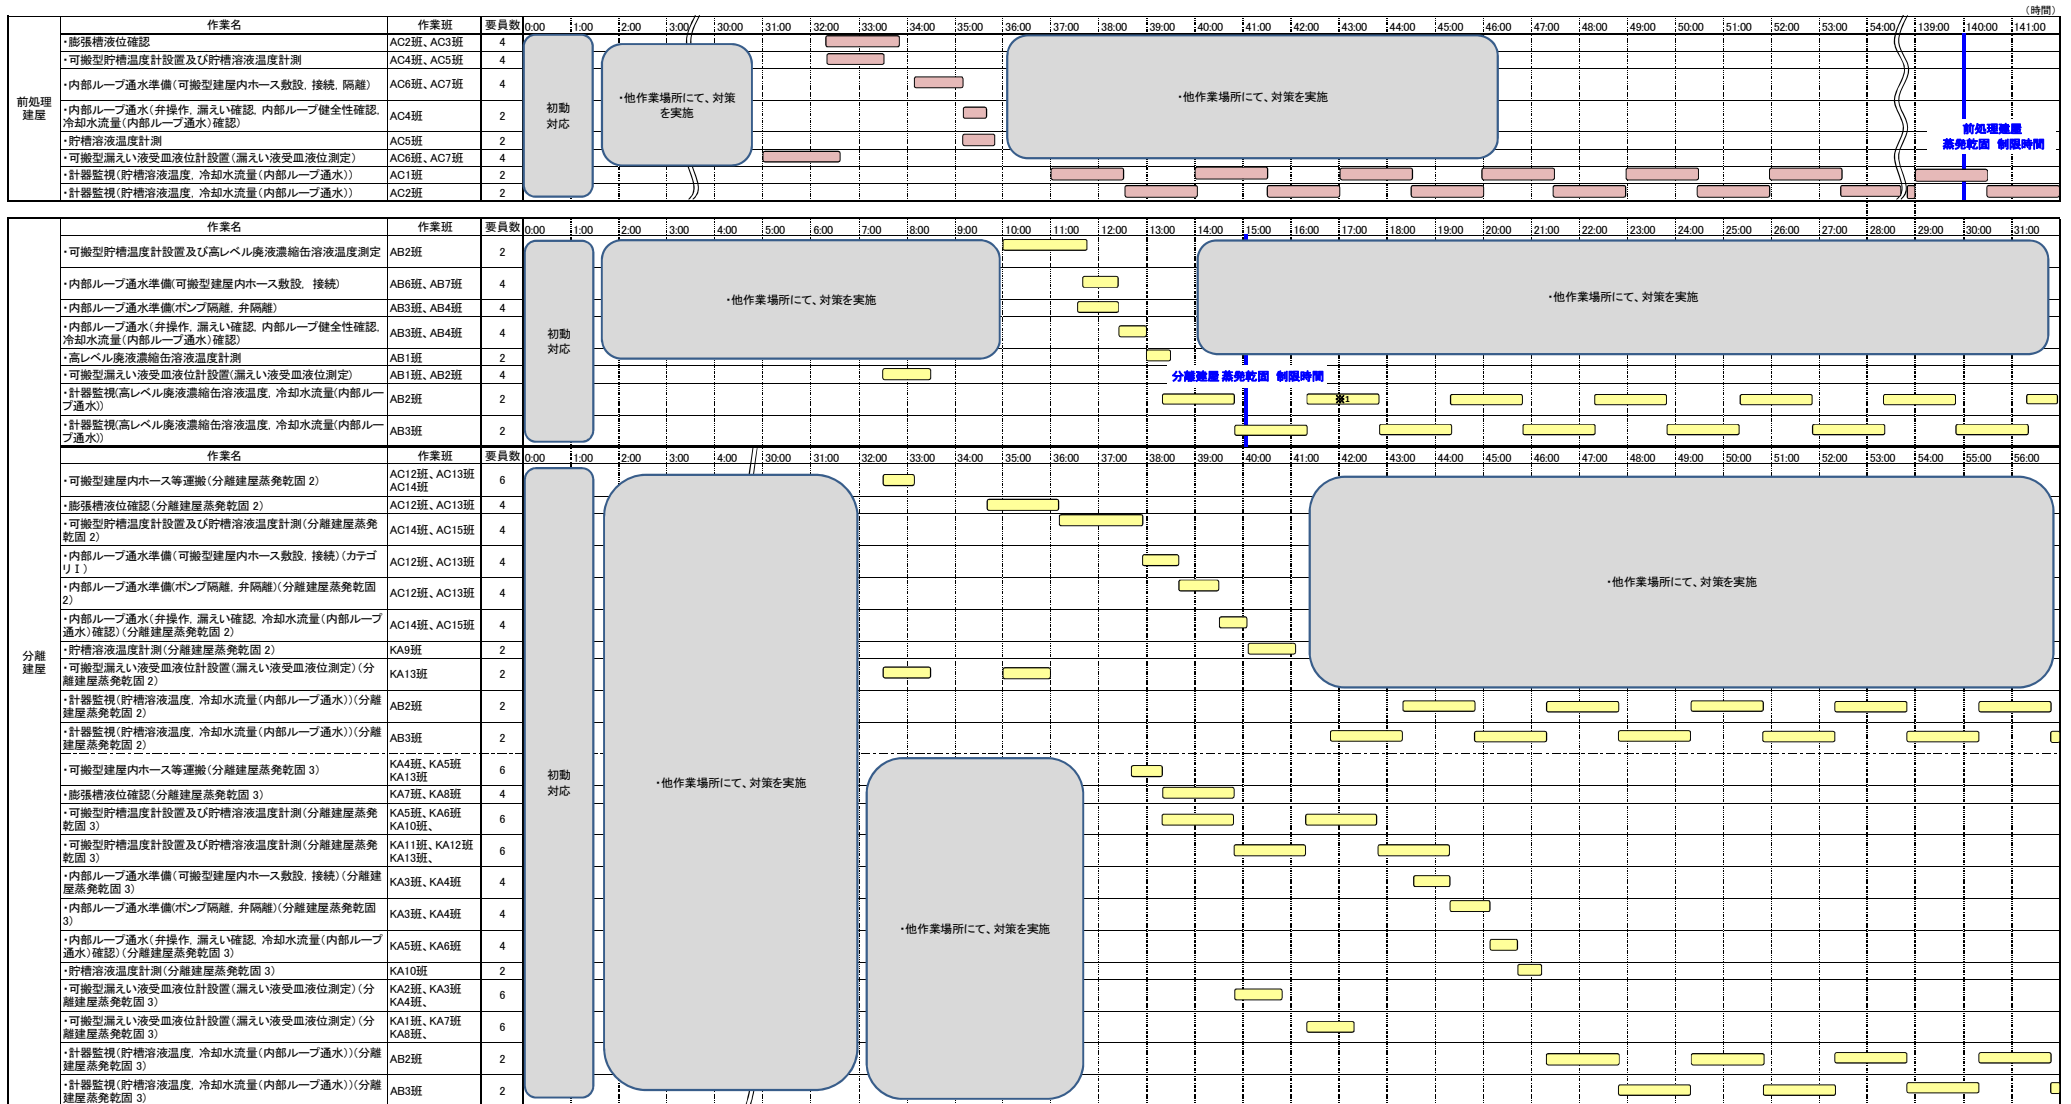 （時間）
作業名 作業班 要員数 0:00 1:00 2:00 3:00 30:00 31:00 32:00 33:00 34:00 35:00 36:00 37:00 38:00 39:00 40:00 41:00 42:00 43:00 44:00 45:00 46:00 47:00 48:00 49:00 50:00 51:00 52:00 53:00 54:00 139:00 140:00 141:00
前処理
建屋
・膨張槽液位確認 AC2班、AC3班 4
・可搬型貯槽温度計設置及び貯槽溶液温度計測 AC4班、AC5班 4
・内部ループ通水準備（可搬型建屋内ホース敷設，接続，隔離） AC6班、AC7班 4
・内部ループ通水（弁操作，漏えい確認，内部ループ健全性確認，
冷却水流量（内部ループ通水）確認） AC4班 2
・貯槽溶液温度計測 AC5班 2
・可搬型漏えい液受皿液位計設置（漏えい液受皿液位測定） AC6班、AC7班 4
・計器監視（貯槽溶液温度，冷却水流量（内部ループ通水）） AC1班 2
・計器監視（貯槽溶液温度，冷却水流量（内部ループ通水）） AC2班 2
初動
対応
・他作業場所にて、対策
を実施
・他作業場所にて、対策を実施
前処理建屋
蒸発乾固 制限時間
作業名 作業班 要員数 0:00 1:00 2:00 3:00 4:00 5:00 6:00 7:00 8:00 9:00 10:00 11:00 12:00 13:00 14:00 15:00 16:00 17:00 18:00 19:00 20:00 21:00 22:00 23:00 24:00 25:00 26:00 27:00 28:00 29:00 30:00 31:00
分離
建屋
・可搬型貯槽温度計設置及び高レベル廃液濃縮缶溶液温度測定 AB2班 2
・内部ループ通水準備（可搬型建屋内ホース敷設，接続） AB6班、AB7班 4
・内部ループ通水準備（ポンプ隔離，弁隔離） AB3班、AB4班 4
・内部ループ通水（弁操作，漏えい確認，内部ループ健全性確認，
冷却水流量（内部ループ通水）確認） AB3班、AB4班 4
・高レベル廃液濃縮缶溶液温度計測 AB1班 2
・可搬型漏えい液受皿液位計設置（漏えい液受皿液位測定） AB1班、AB2班 4
・計器監視（高レベル廃液濃縮缶溶液温度，冷却水流量（内部ルー
プ通水）） AB2班 2
・計器監視（高レベル廃液濃縮缶溶液温度，冷却水流量（内部ルー
プ通水）） AB3班 2
初動
対応
・他作業場所にて、対策を実施
・他作業場所にて、対策を実施
分離建屋 蒸発乾固 制限時間
※1
作業名 作業班 要員数 0:00 1:00 2:00 3:00 4:00 30:00 31:00 32:00 33:00 34:00 35:00 36:00 37:00 38:00 39:00 40:00 41:00 42:00 43:00 44:00 45:00 46:00 47:00 48:00 49:00 50:00 51:00 52:00 53:00 54:00 55:00 56:00
・可搬型建屋内ホース等運搬（分離建屋蒸発乾固 2） AC12班、AC13班
AC14班 6
・膨張槽液位確認（分離建屋蒸発乾固 2） AC12班、AC13班 4
・可搬型貯槽温度計設置及び貯槽溶液温度計測（分離建屋蒸発
乾固 2） AC14班、AC15班 4
・内部ループ通水準備（可搬型建屋内ホース敷設，接続）（カテゴ
リⅠ） AC12班、AC13班 4
・内部ループ通水準備（ポンプ隔離，弁隔離）（分離建屋蒸発乾固
2） AC12班、AC13班 4
・内部ループ通水（弁操作，漏えい確認，冷却水流量（内部ループ
通水）確認）（分離建屋蒸発乾固 2） AC14班、AC15班 4
・貯槽溶液温度計測（分離建屋蒸発乾固 2） KA9班 2
・可搬型漏えい液受皿液位計設置（漏えい液受皿液位測定）（分
離建屋蒸発乾固 2） KA13班 2
・計器監視（貯槽溶液温度，冷却水流量（内部ループ通水））（分離
建屋蒸発乾固 2） AB2班 2
・計器監視（貯槽溶液温度，冷却水流量（内部ループ通水））（分離
建屋蒸発乾固 2） AB3班 2
・可搬型建屋内ホース等運搬（分離建屋蒸発乾固 3） KA4班、KA5班
KA13班 6
・膨張槽液位確認（分離建屋蒸発乾固 3） KA7班、KA8班 4
・可搬型貯槽温度計設置及び貯槽溶液温度計測（分離建屋蒸発
乾固 3） KA5班、KA6班
KA10班、 6
・可搬型貯槽温度計設置及び貯槽溶液温度計測（分離建屋蒸発
乾固 3） KA11班、KA12班
KA13班、 6
・内部ループ通水準備（可搬型建屋内ホース敷設，接続）（分離建
屋蒸発乾固 3） KA3班、KA4班 4
・内部ループ通水準備（ポンプ隔離，弁隔離）（分離建屋蒸発乾固
3） KA3班、KA4班 4
・内部ループ通水（弁操作，漏えい確認，冷却水流量（内部ループ
通水）確認）（分離建屋蒸発乾固 3） KA5班、KA6班 4
・貯槽溶液温度計測（分離建屋蒸発乾固 3） KA10班 2
・可搬型漏えい液受皿液位計設置（漏えい液受皿液位測定）（分
離建屋蒸発乾固 3） KA2班、KA3班
KA4班、 6
・可搬型漏えい液受皿液位計設置（漏えい液受皿液位測定）（分
離建屋蒸発乾固 3） KA1班、KA7班
KA8班、 6
・計器監視（貯槽溶液温度，冷却水流量（内部ループ通水））（分離
建屋蒸発乾固 3） AB2班 2
・計器監視（貯槽溶液温度，冷却水流量（内部ループ通水））（分離
建屋蒸発乾固 3） AB3班 2
初動
対応
・他作業場所にて、対策を実施
・他作業場所にて、対策を実施
・他作業場所にて、対策を実施